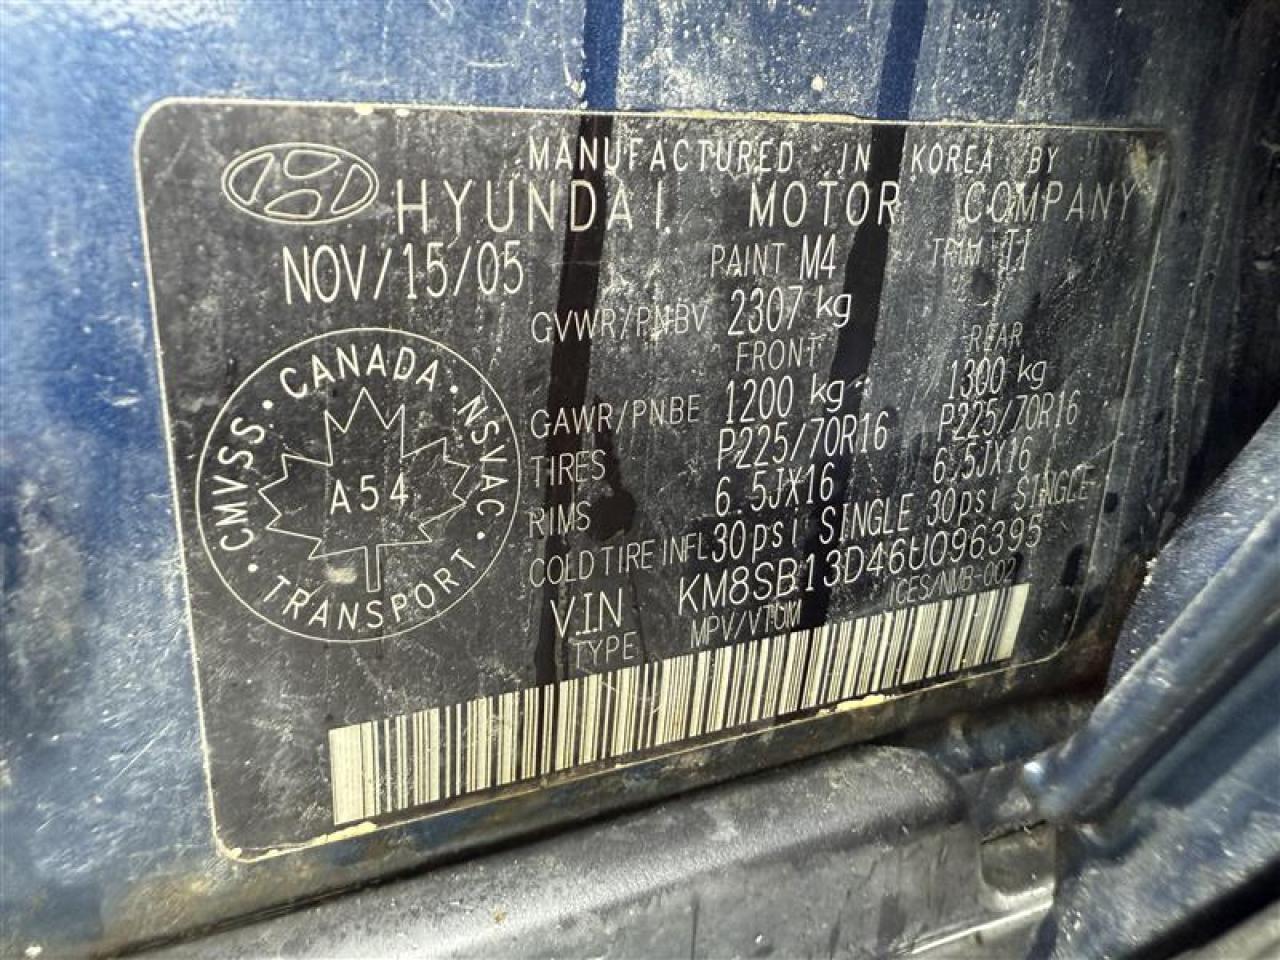 MANUFACTURED IN KOREA BY
HYUNDAI MOTOR COMPANY
NOV/15/05 PAINT M4 TRIM II
GVWR/PNBV 2307 kg
FRONT REAR
GAWR/PNBE 1200 kg 1300 kg
TIRES P225/70R16 P225/70R16
RIMS 6.5JX16 6.5JX16
COLD TIRE INFL 30psi SINGLE 30psi SINGLE
V.I.N KM8SB13D46U096395
TYPE MPV/VTUM ICES/NMB-002
CMVSS · CANADA · NSVAC · TRANSPORT ·
A54